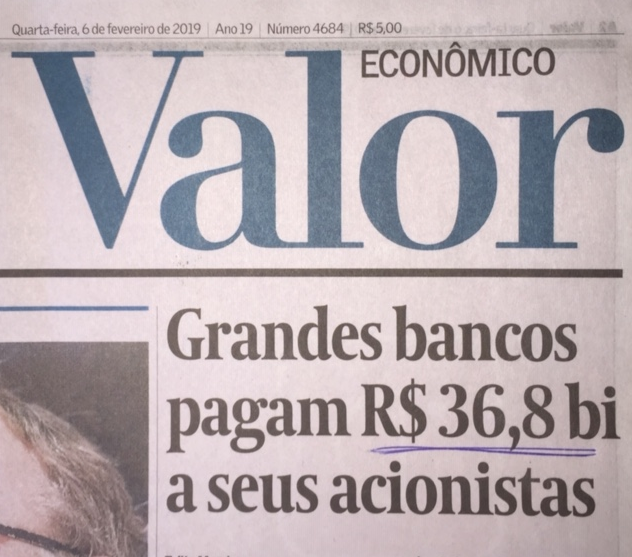 Quarta-feira, 6 de fevereiro de 2019 | Ano 19 | Número 4684 | R$ 5,00
Valor
ECONÔMICO
Grandes bancos
pagam R$ 36,8 bi
a seus acionistas